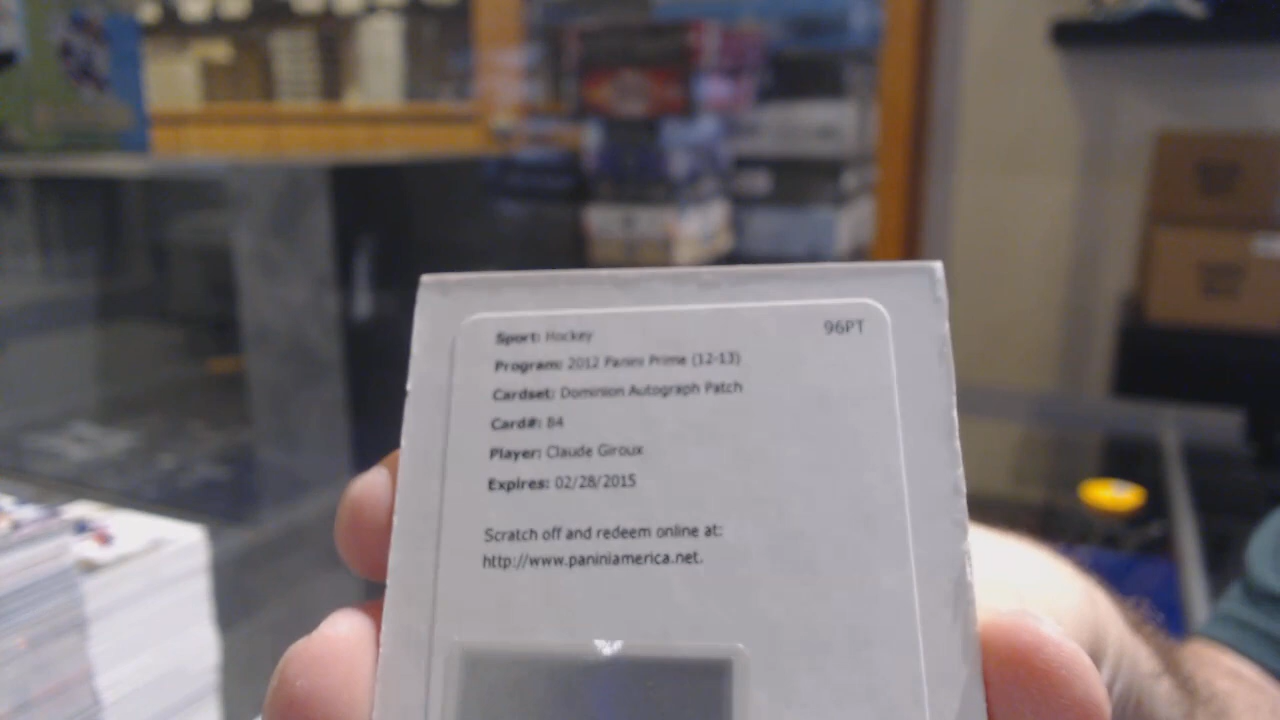 Sport: Hockey
96PT
Program: 2012 Panini Prime (12-13)
Cardset: Dominion Autograph Patch
Card#: 84
Player: Claude Giroux
Expires: 02/28/2015
Scratch off and redeem online at:
http://www.paniniamerica.net.